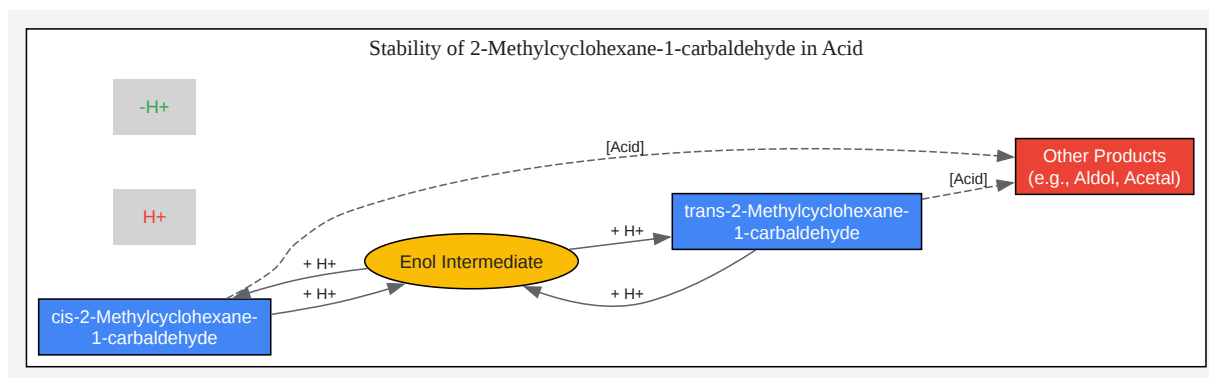 Stability of 2-Methylcyclohexane-1-carbaldehyde in Acid
-H+
[Acid]
Other Products
(e.g., Aldol, Acetal)
[Acid]
H+
trans-2-Methylcyclohexane-
1-carbaldehyde
+ H+
Enol Intermediate
+ H+
+ H+
+ H+
cis-2-Methylcyclohexane-
1-carbaldehyde